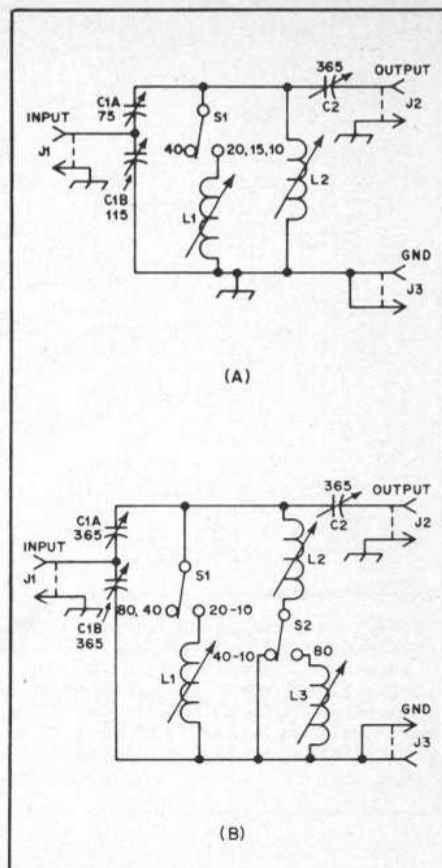 365
OUTPUT
C1A
75
C2
J2
INPUT
S1
40
20,15,10
J1
L2
C1B
115
L1
GND
J3
(A)
365
OUTPUT
C1A
365
C2
J2
INPUT
L2
S1
J1
80,40
20-10
S2
C1B
365
40-10
80
L1
L3
GND
J3
(B)